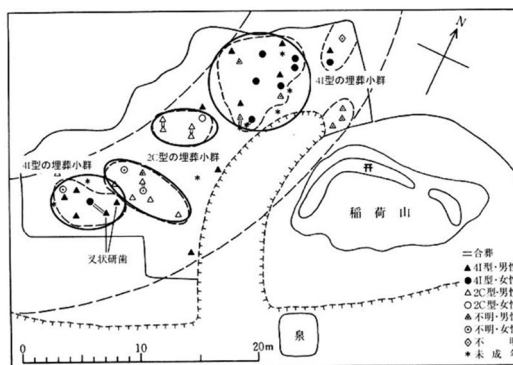 N
4I型の埋葬小群
4I型の埋葬小群
2C型の埋葬小群
叉状研歯
稲荷山
泉
合葬
4I型・男性
4I型・女性
2C型・男性
2C型・女性
不明・男性
不明・女性
不 明
未成年
0 10 20m